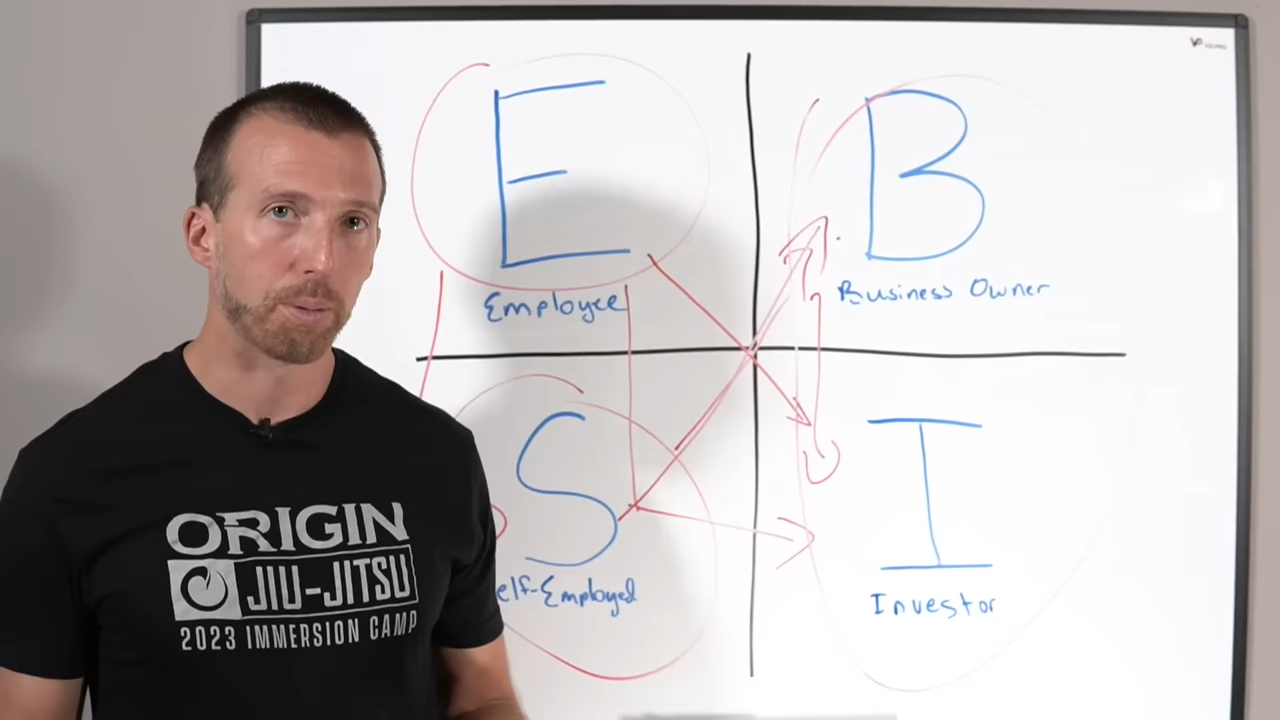 E
Employee
B
Business Owner
S
elf-Employed
I
Investor
ORIGIN
JIU-JITSU
2023 IMMERSION CAMP